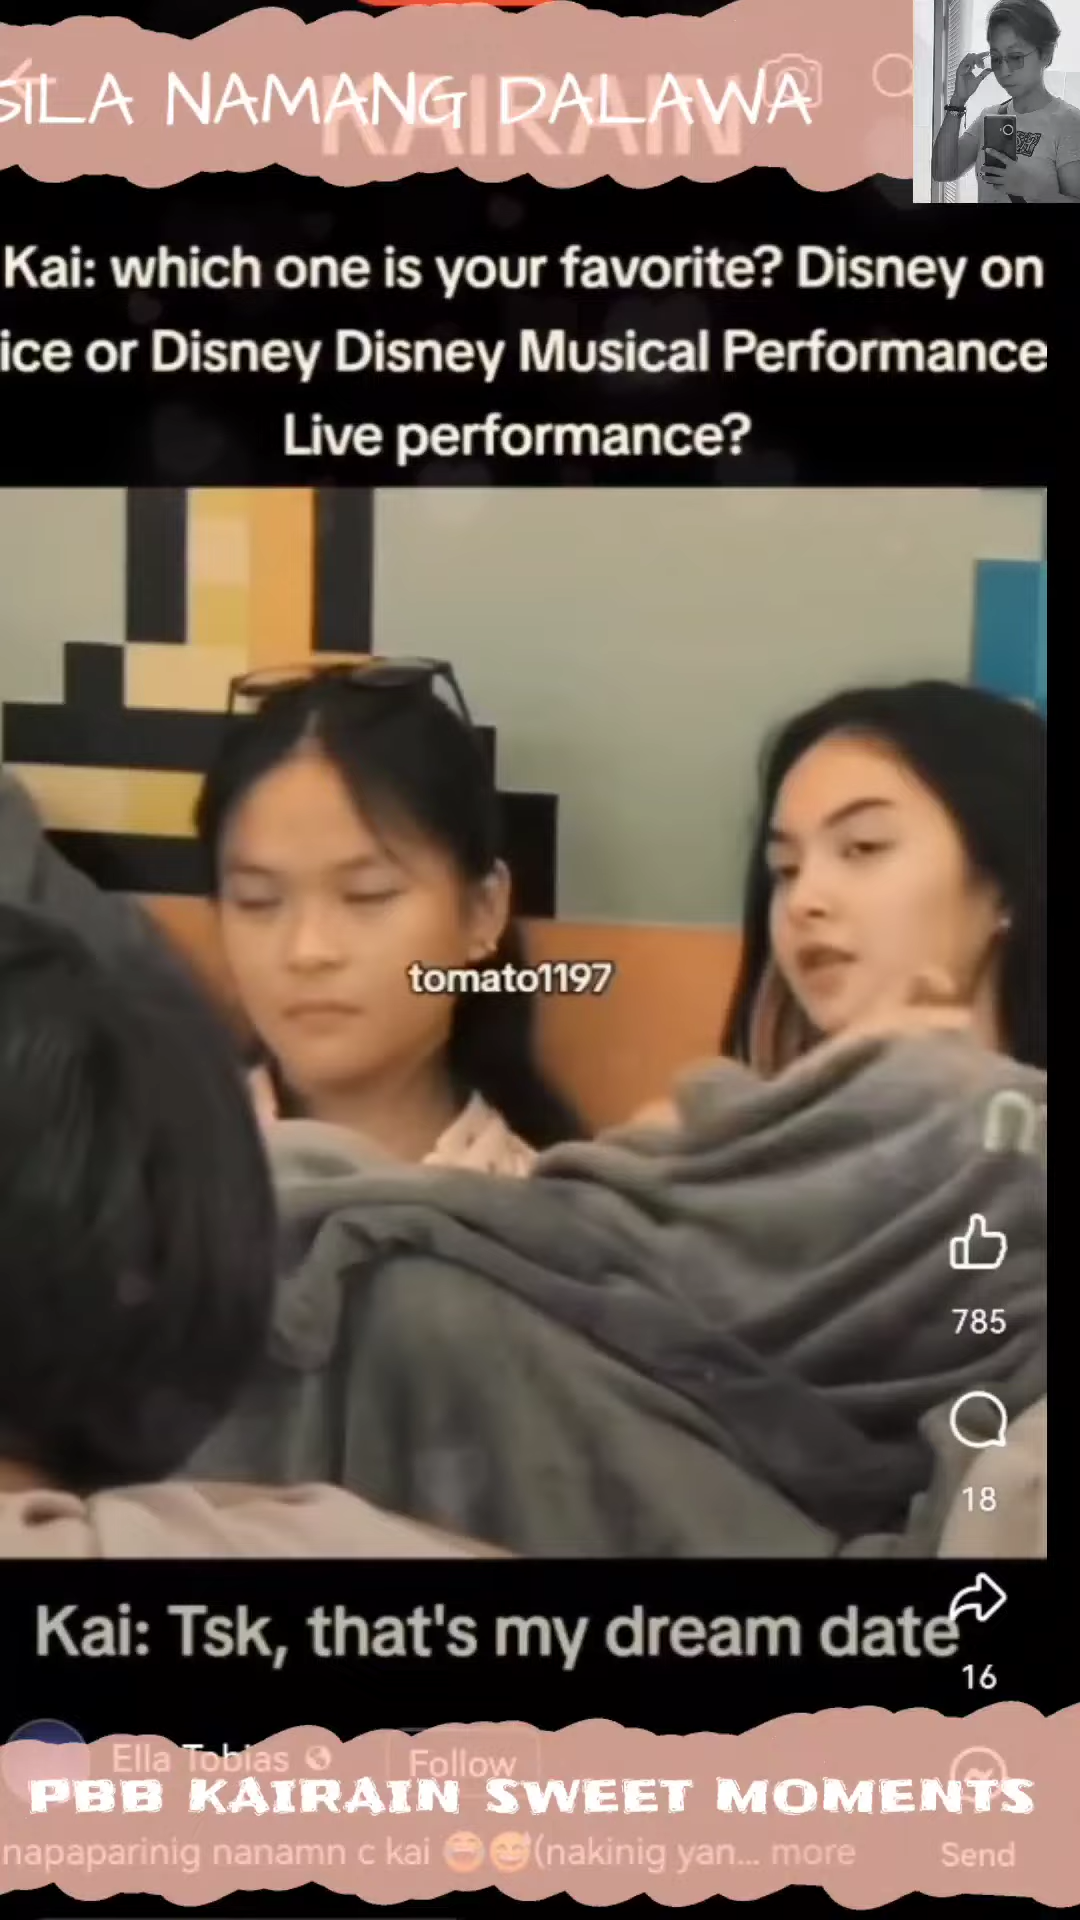 SILA NAMANG DALAWA
KAIRAIN
Kai: which one is your favorite? Disney on
ice or Disney Disney Musical Performance
Live performance?
tomato1197
785
18
Kai: Tsk, that's my dream date
16
Ella Tobias
Follow
PBB KAIRAIN SWEET MOMENTS
napaparinig nanamn c kai 😂😅(nakinig yan... more
Send